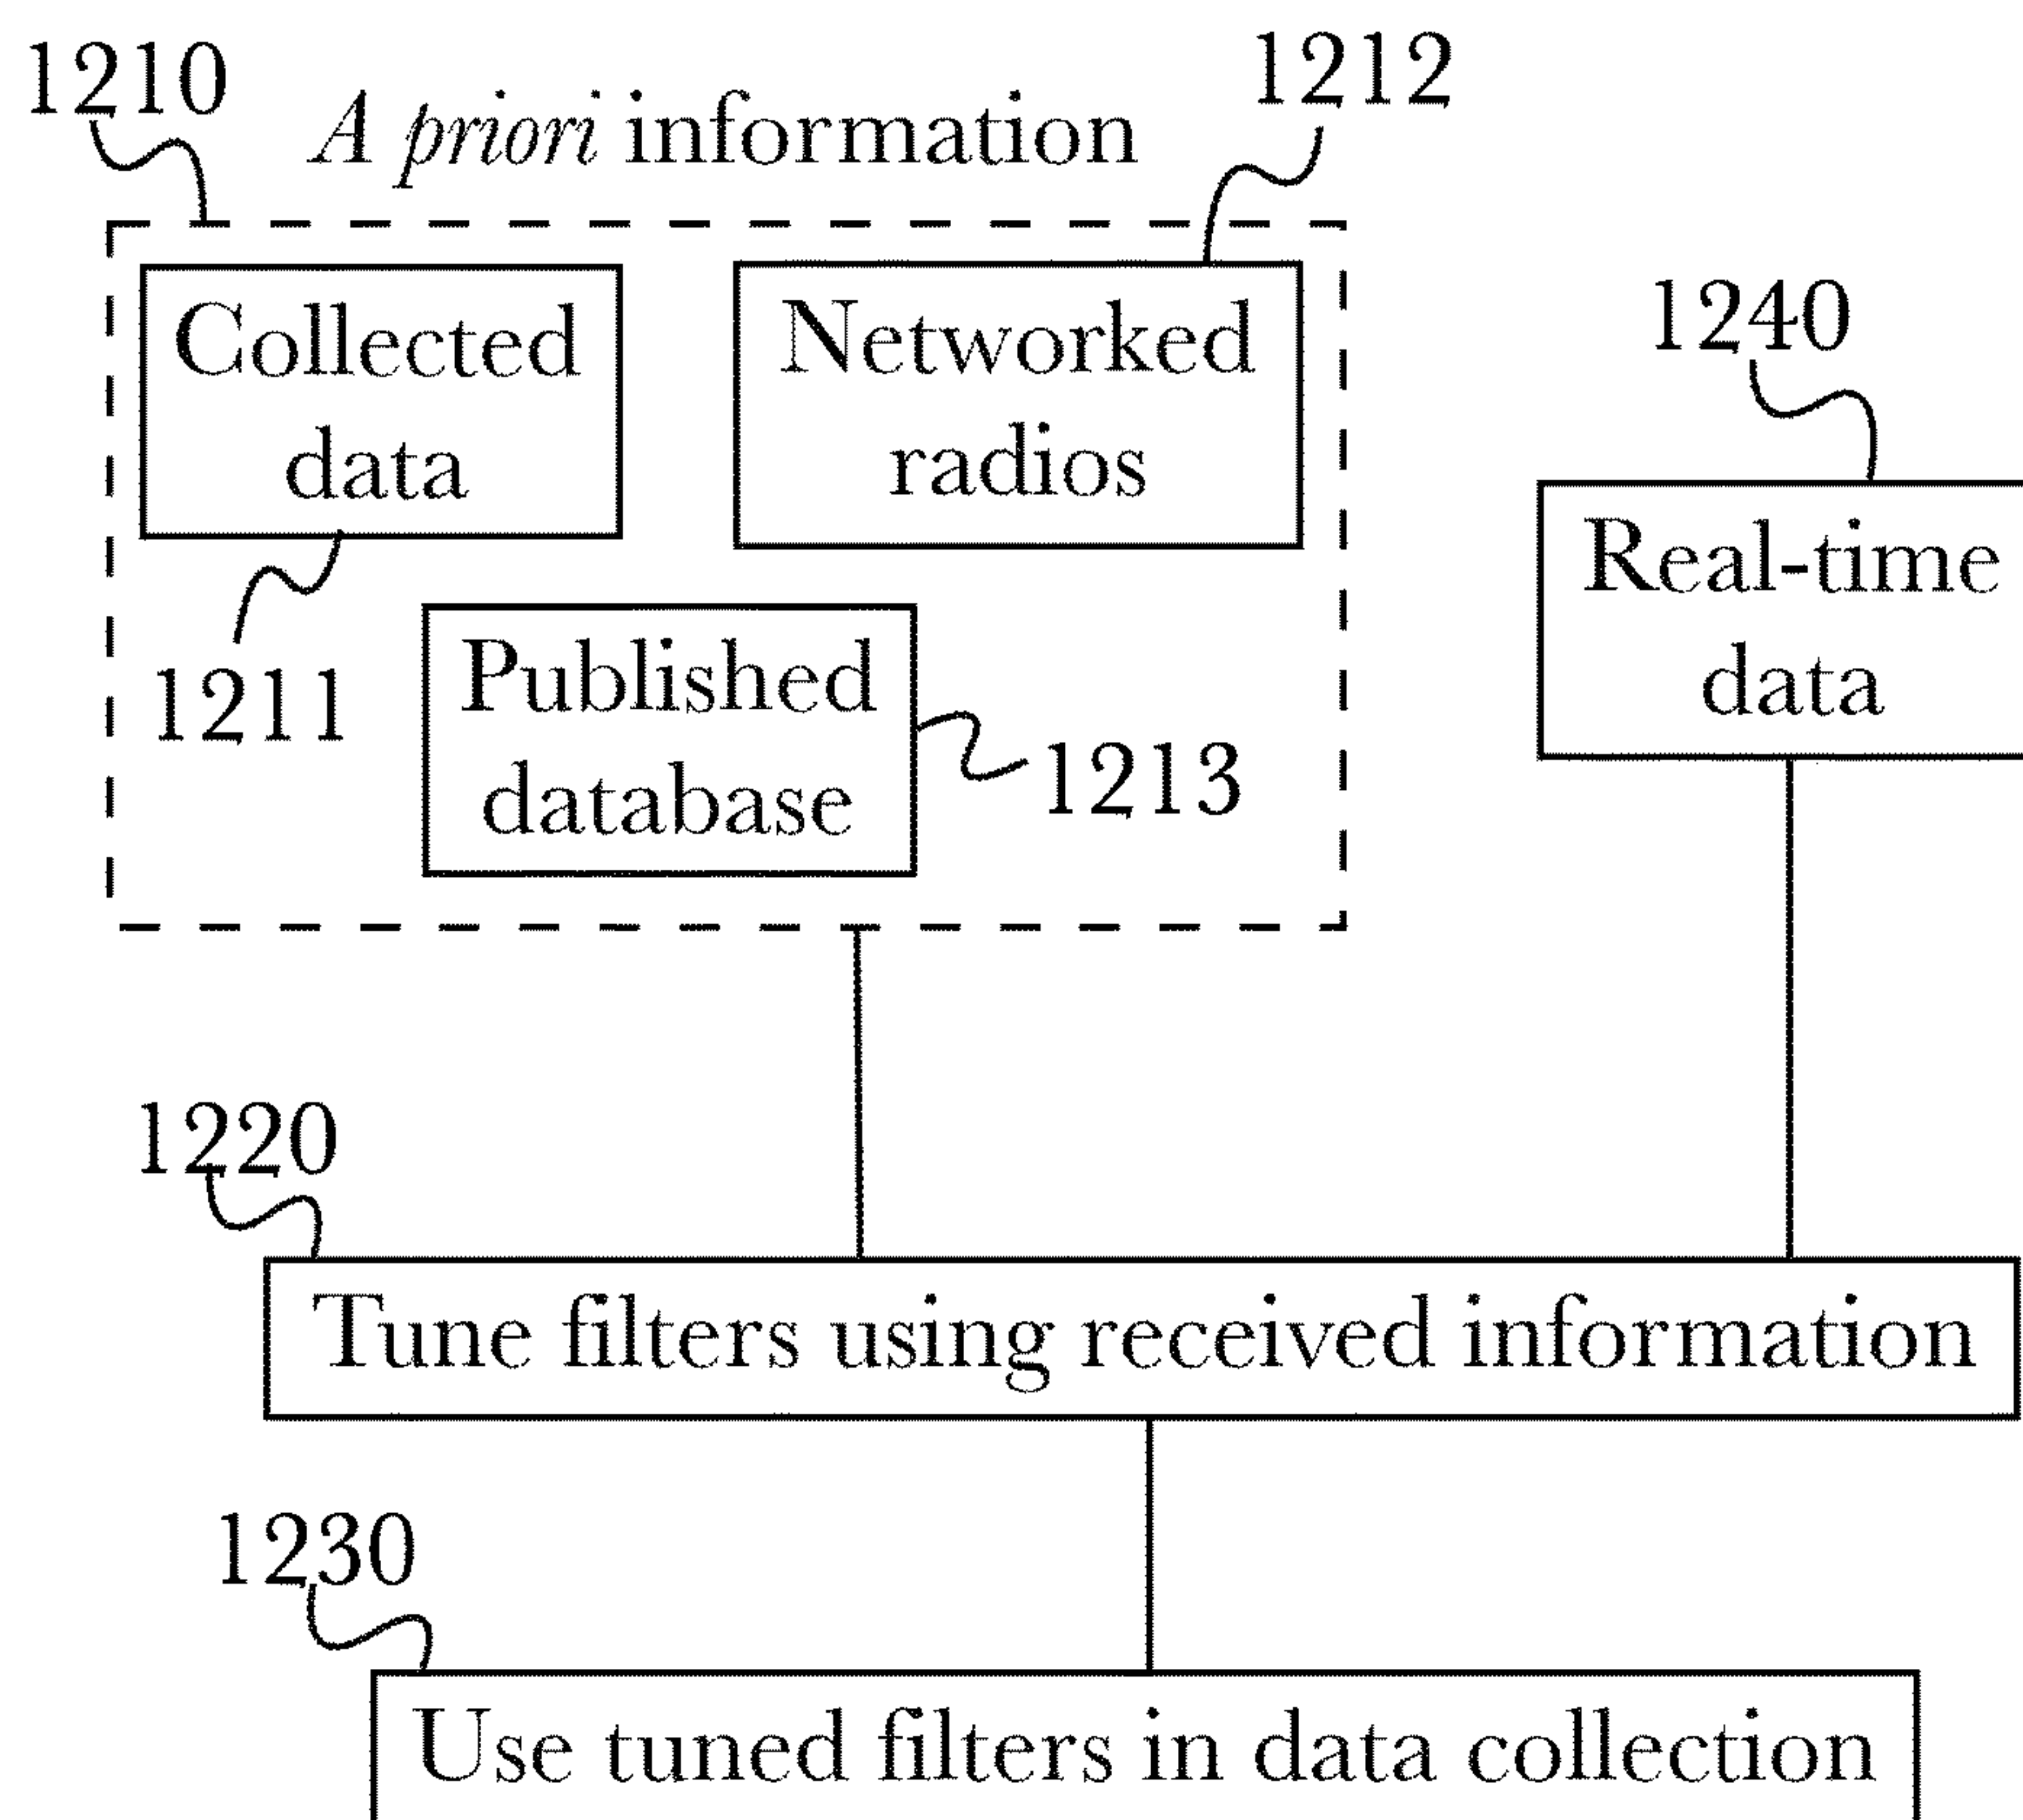 1210
A priori information
1212
Collected
data
Networked
radios
1240
Real-time
data
1211
Published
database
1213
1220
Tune filters using received information
1230
Use tuned filters in data collection